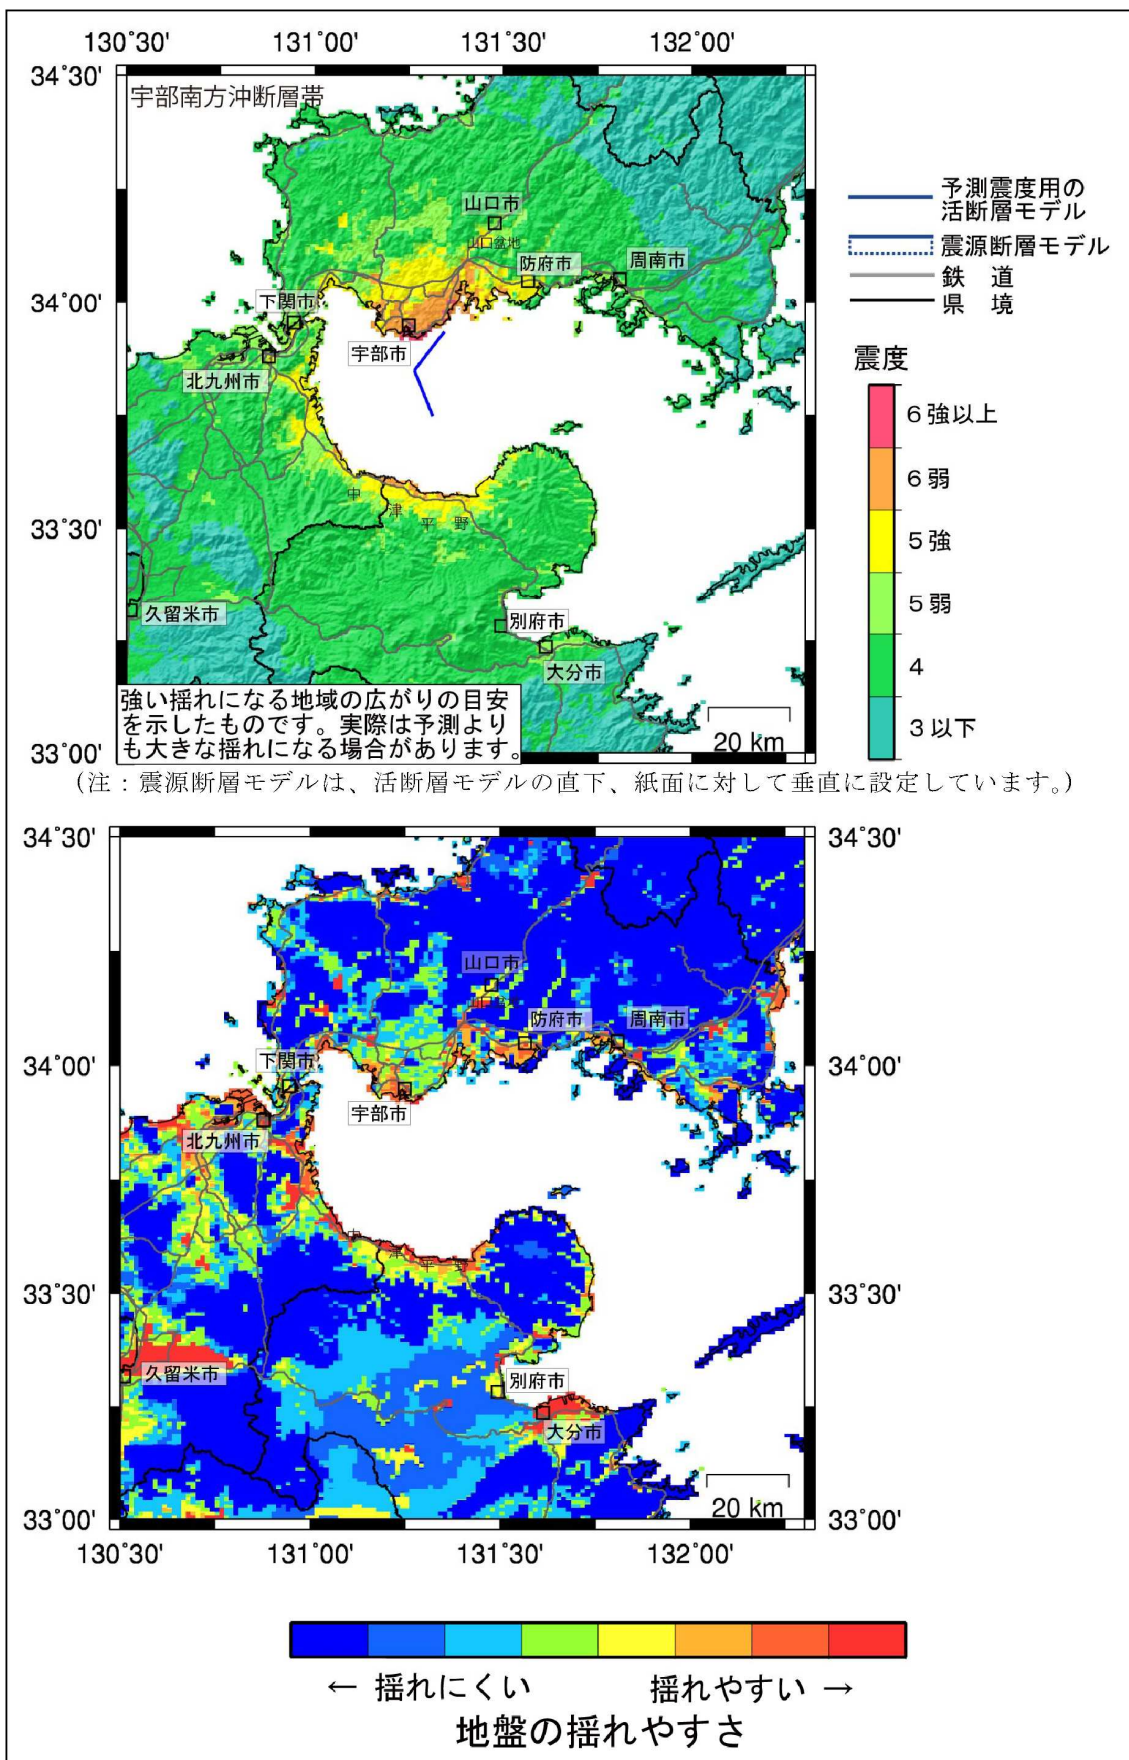 130˚30' 131˚00' 131˚30' 132˚00'
34˚30'
宇部南方沖断層帯
山口市
山口盆地
防府市
周南市
34˚00'
下関市
宇部市
北九州市
中津平野
33˚30'
久留米市
別府市
大分市
強い揺れになる地域の広がりの目安
を示したものです。実際は予測より
も大きな揺れになる場合があります。
20 km
33˚00'
予測震度用の
活断層モデル
震源断層モデル
鉄 道
県 境
震度
6強以上
6弱
5強
5弱
4
3以下
(注：震源断層モデルは、活断層モデルの直下、紙面に対して垂直に設定しています。)
34˚30' 34˚30'
山口市
山口盆地
防府市
周南市
34˚00' 34˚00'
下関市
宇部市
北九州市
中津平野
33˚30' 33˚30'
久留米市
別府市
大分市
20 km
33˚00' 33˚00'
130˚30' 131˚00' 131˚30' 132˚00'
← 揺れにくい 揺れやすい →
地盤の揺れやすさ